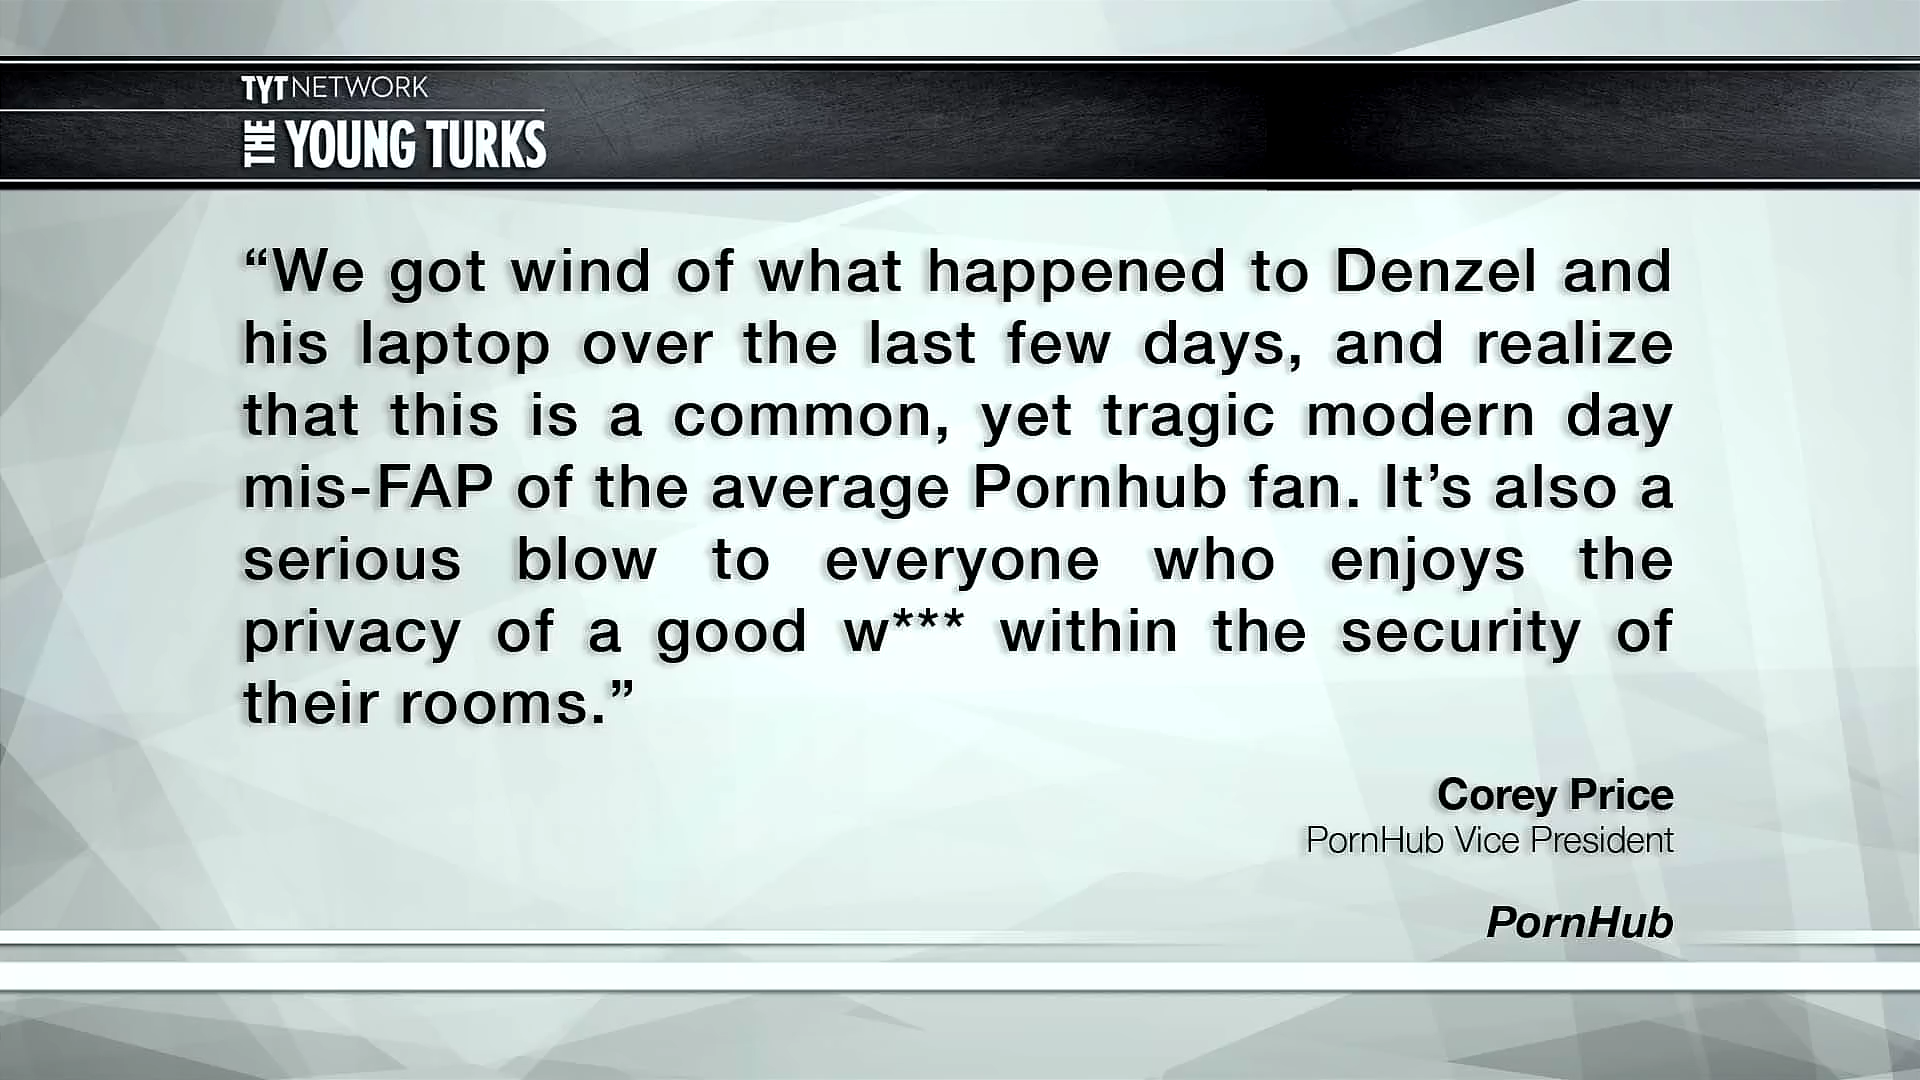 TYT NETWORK
THE YOUNG TURKS
“We got wind of what happened to Denzel and
his laptop over the last few days, and realize
that this is a common, yet tragic modern day
mis-FAP of the average Pornhub fan. It’s also a
serious blow to everyone who enjoys the
privacy of a good w*** within the security of
their rooms.”
Corey Price
PornHub Vice President
PornHub